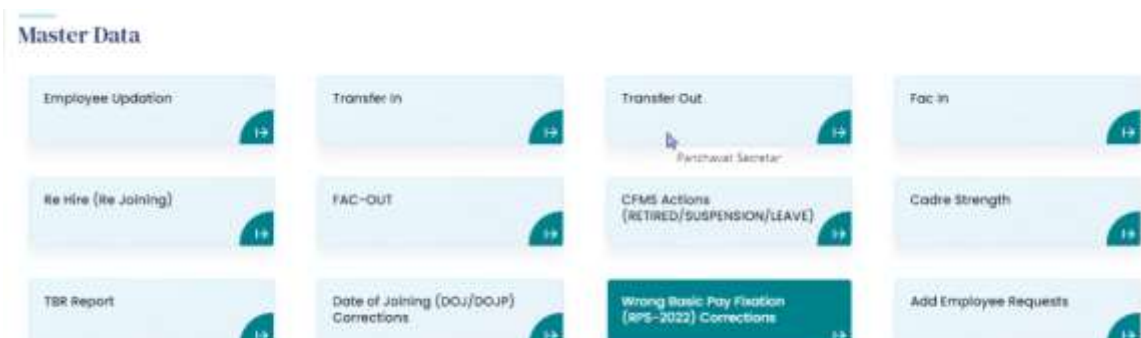 Master Data
Employee Updation
Transfer In
Transfer Out
Fac In
Panchayat Secretar
Re Hire (Re Joining)
FAC-OUT
CFMS Actions
(RETIRED/SUSPENSION/LEAVE)
Cadre Strength
TBR Report
Date of Joining (DOJ/DOJP)
Corrections
Wrong Basic Pay Fixation
(RPS-2022) Corrections
Add Employee Requests